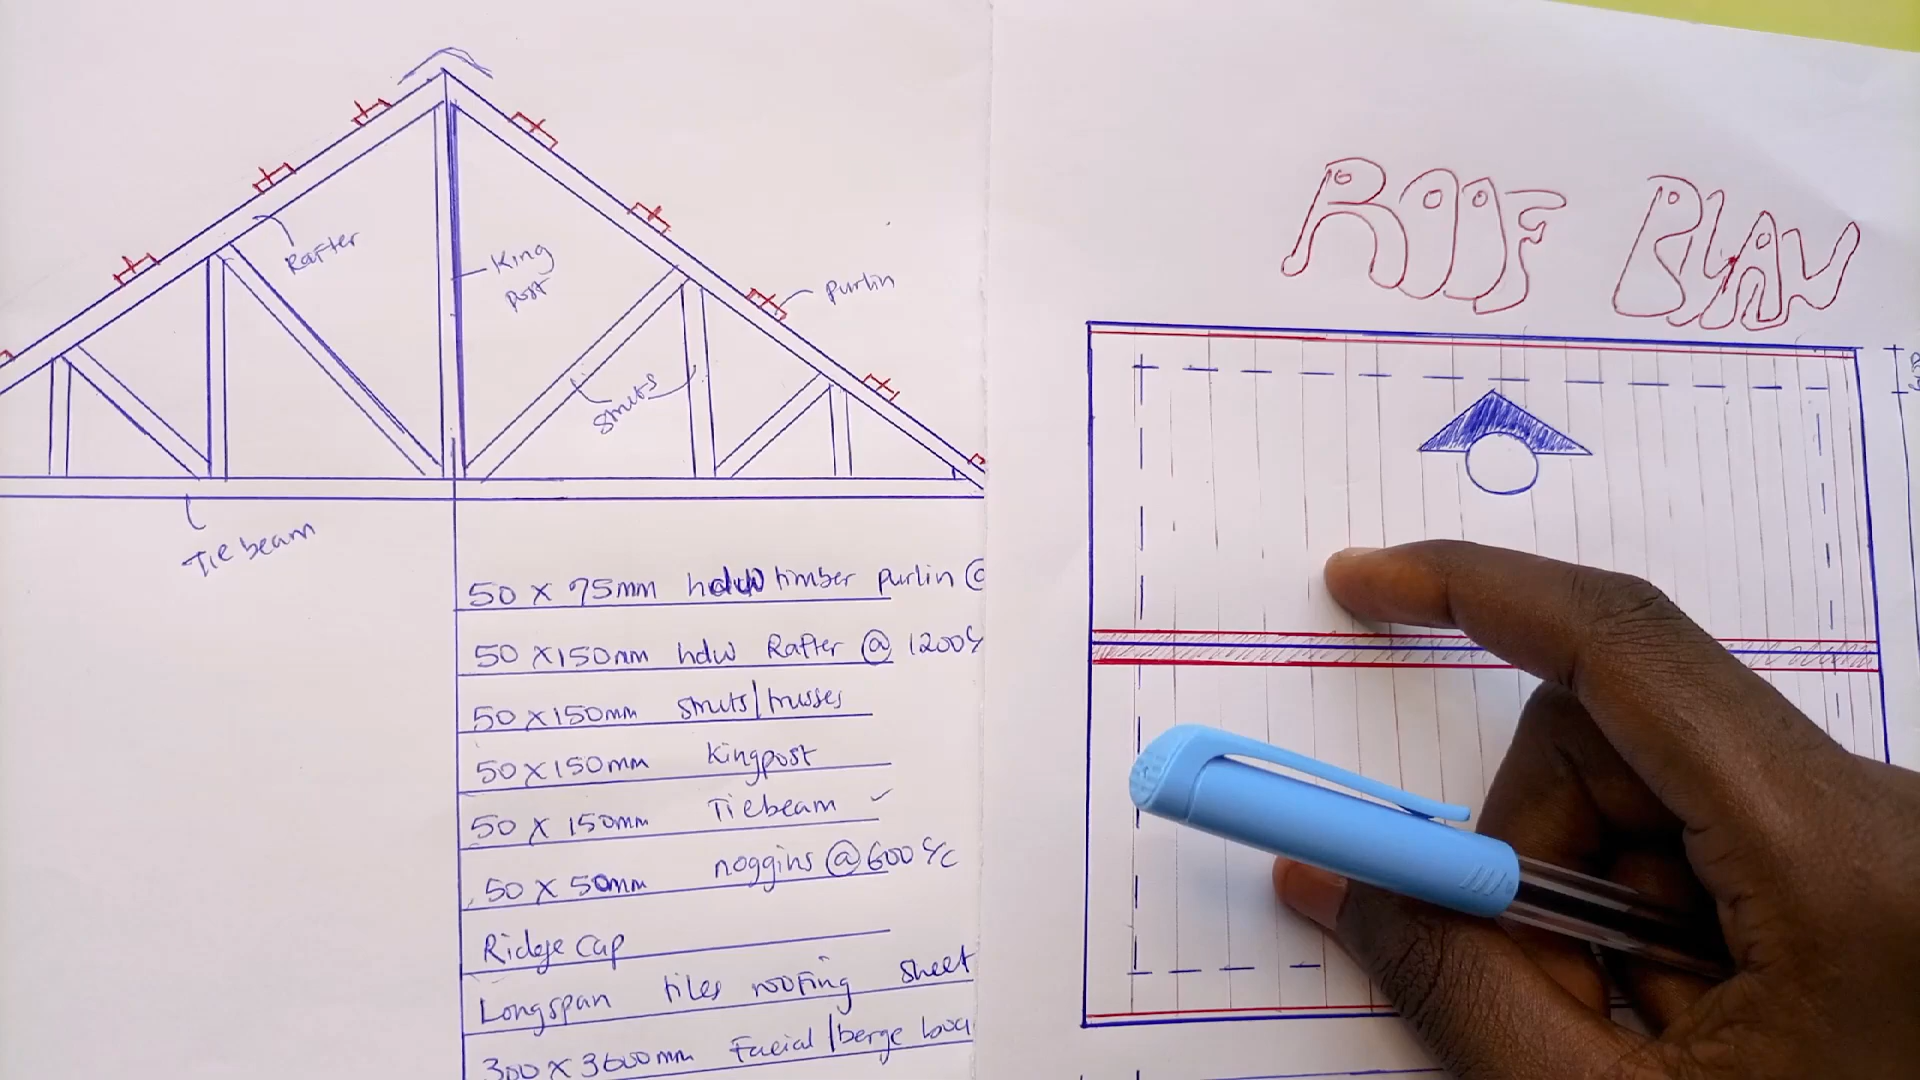 Rafter
King
post
Purlin
Struts
Tie beam
50 x 75mm hdw timber purlin @
50 x 150mm hdw Rafter @ 1200
50 x 150mm struts/trusses
50 x 150mm Kingpost
50 x 150mm Tiebeam ✓
50 x 50mm noggins @ 600 c/c
Ridge Cap
Longspan tiles roofing sheet
300 x 3600mm Facial/berge
ROOF PLAN